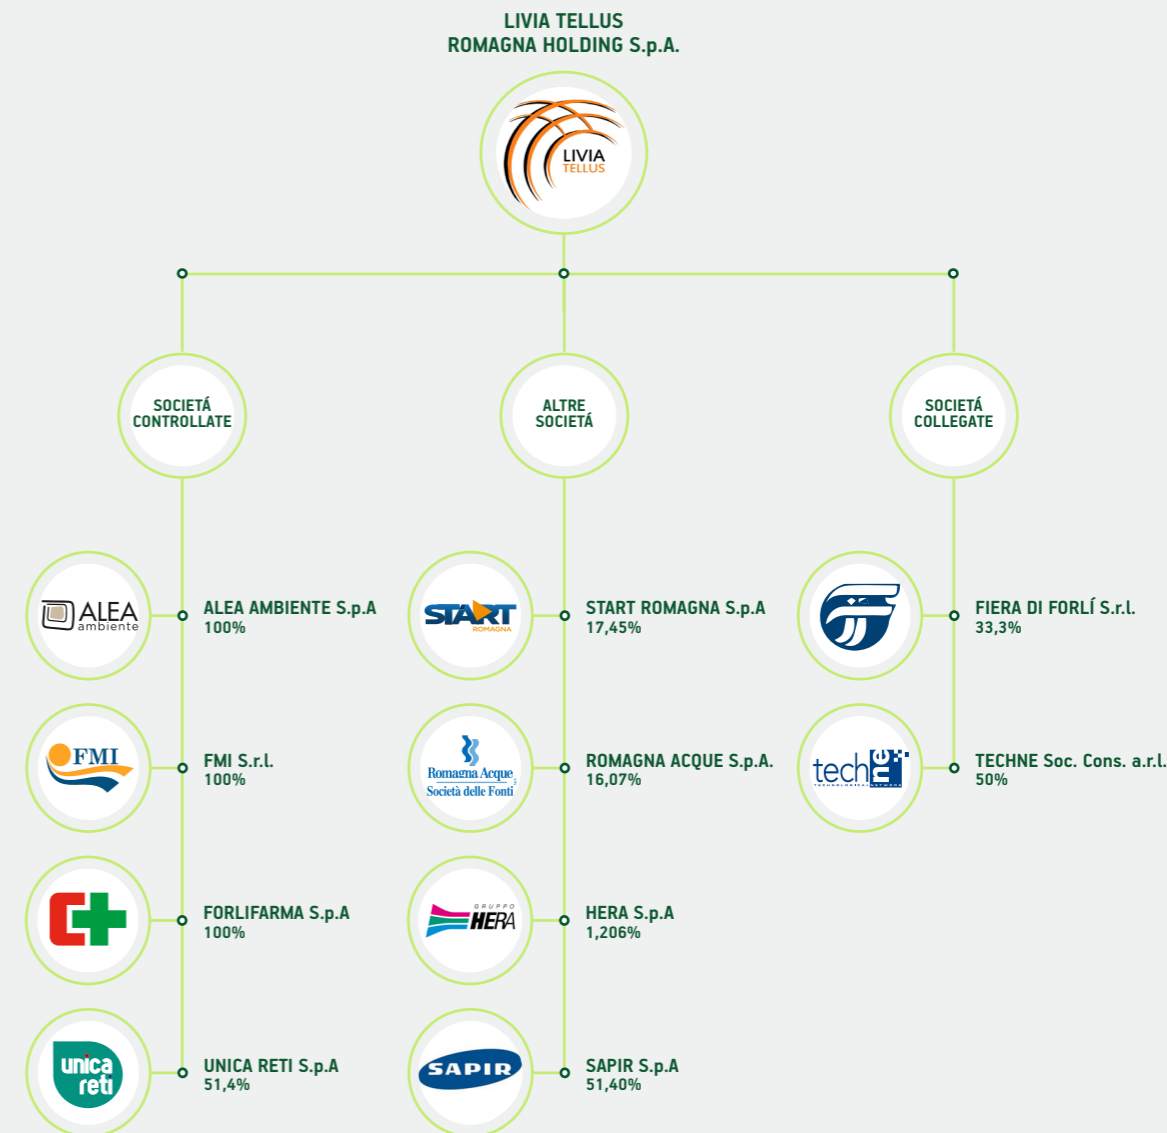 LIVIA TELLUS
ROMAGNA HOLDING S.p.A.
LIVIA
TELLUS
SOCIETÁ
CONTROLLATE
ALTRE
SOCIETÁ
SOCIETÁ
COLLEGATE
ALEA
ambiente
ALEA AMBIENTE S.p.A
100%
FMI
FMI S.r.l.
100%
FORLIFARMA S.p.A
100%
unica
reti
UNICA RETI S.p.A
51,4%
START
ROMAGNA
START ROMAGNA S.p.A
17,45%
Romagna Acque
Società delle Fonti
ROMAGNA ACQUE S.p.A.
16,07%
GRUPPO
HERA
HERA S.p.A
1,206%
SAPIR
SAPIR S.p.A
51,40%
FIERA DI FORLÍ S.r.l.
33,3%
techne
TECHNOLOGICAL NETWORK
TECHNE Soc. Cons. a.r.l.
50%